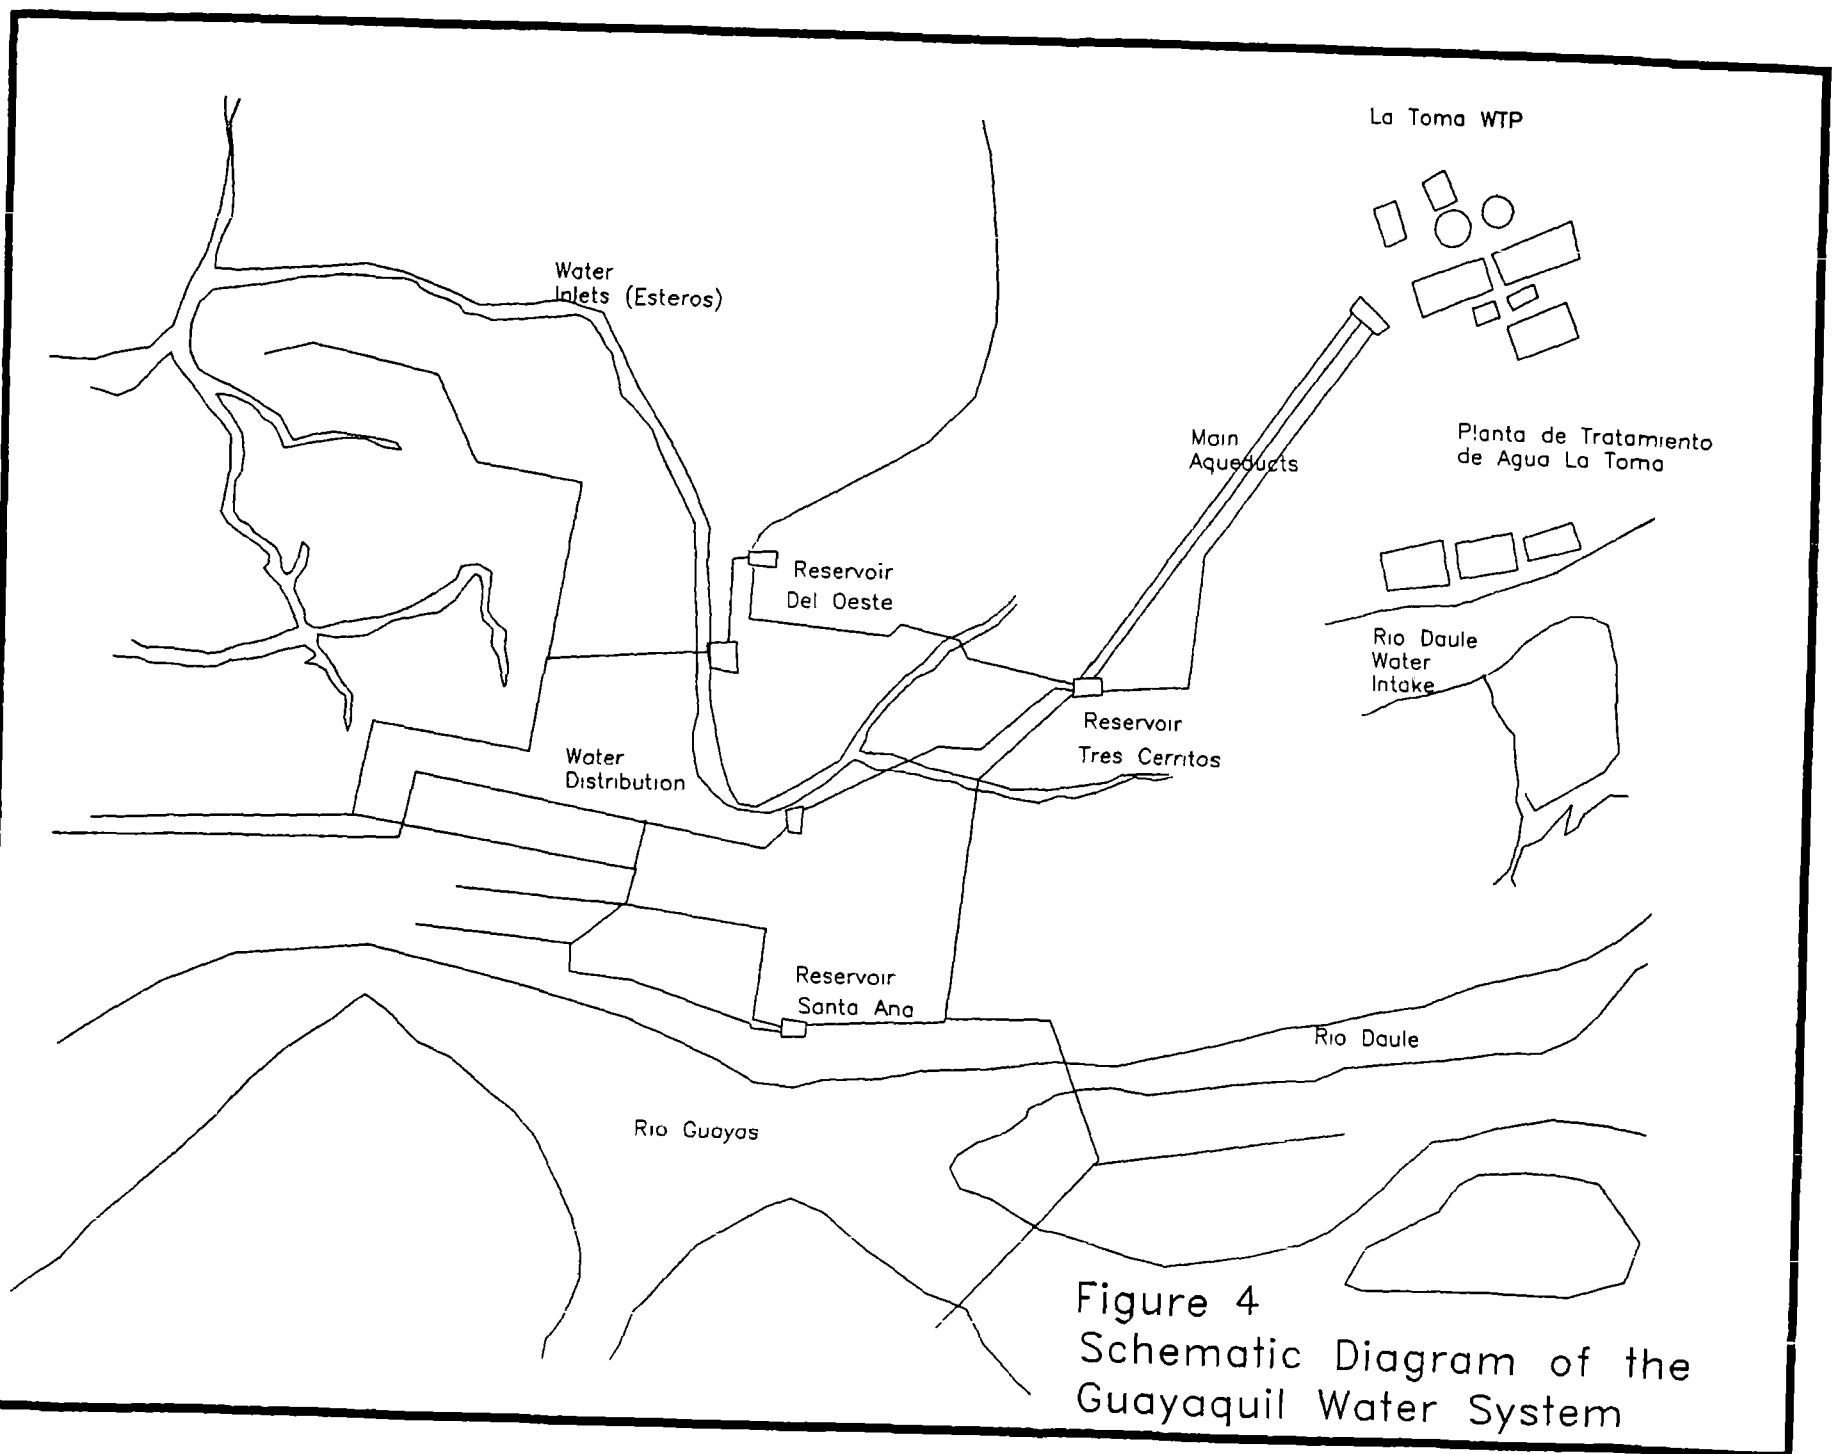 La Toma WTP
Water
Inlets (Esteros)
Main
Aqueducts
Planta de Tratamiento
de Agua La Toma
Reservoir
Del Oeste
Rio Daule
Water
Intake
Reservoir
Tres Cerritos
Water
Distribution
Reservoir
Santa Ana
Rio Daule
Rio Guayas
Figure 4
Schematic Diagram of the
Guayaquil Water System